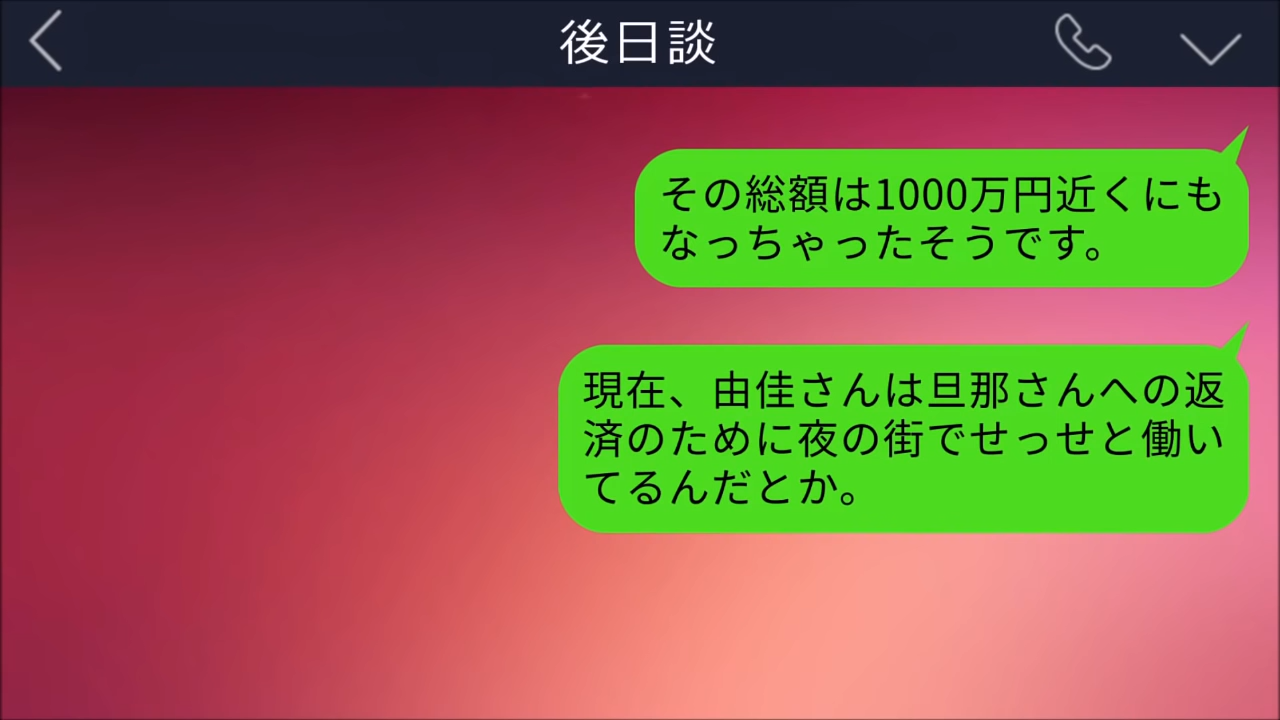 後日談
その総額は1000万円近くにも
なっちゃったそうです。
現在、由佳さんは旦那さんへの返
済のために夜の街でせっせと働い
てるんだとか。